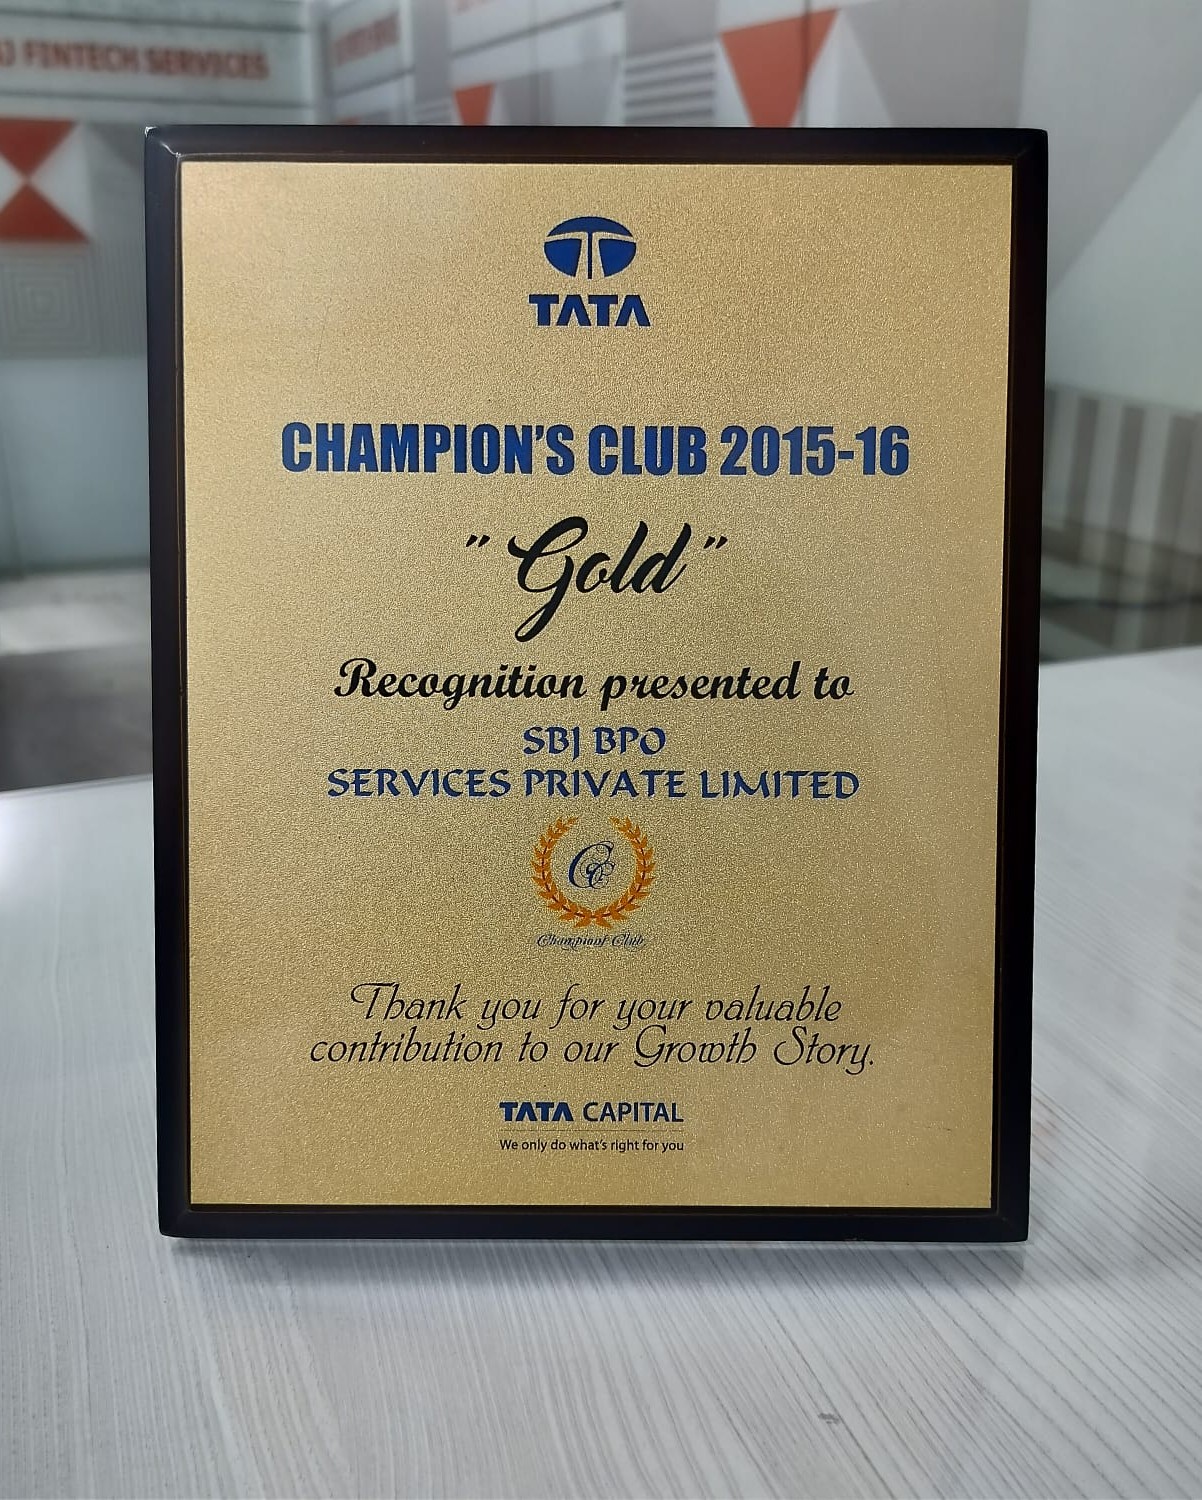 J FINTECH SERVICES
TATA
CHAMPION'S CLUB 2015-16
"Gold"
Recognition presented to
SBJ BPO
SERVICES PRIVATE LIMITED
CC
Champions' Club
Thank you for your valuable
contribution to our Growth Story.
TATA CAPITAL
We only do what's right for you